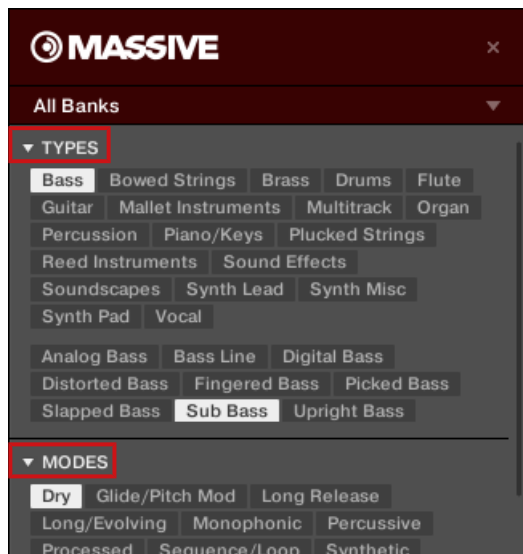 MASSIVE ×
All Banks
TYPES
Bass Bowed Strings Brass Drums Flute
Guitar Mallet Instruments Multitrack Organ
Percussion Piano/Keys Plucked Strings
Reed Instruments Sound Effects
Soundscapes Synth Lead Synth Misc
Synth Pad Vocal
Analog Bass Bass Line Digital Bass
Distorted Bass Fingered Bass Picked Bass
Slapped Bass Sub Bass Upright Bass
MODES
Dry Glide/Pitch Mod Long Release
Long/Evolving Monophonic Percussive
Processed Sequence/Loop Synthetic